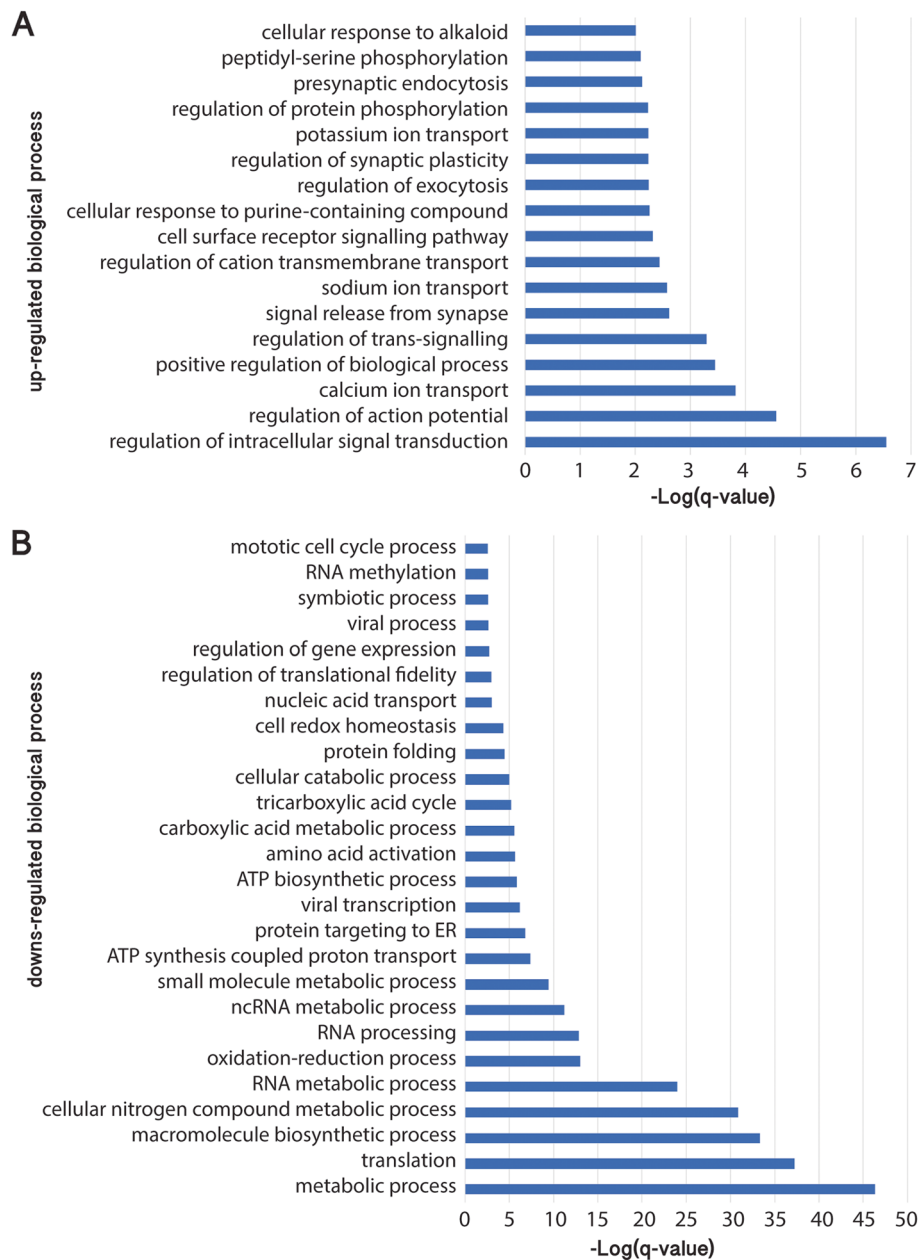 A
up-regulated biological process
cellular response to alkaloid
peptidyl-serine phosphorylation
presynaptic endocytosis
regulation of protein phosphorylation
potassium ion transport
regulation of synaptic plasticity
regulation of exocytosis
cellular response to purine-containing compound
cell surface receptor signalling pathway
regulation of cation transmembrane transport
sodium ion transport
signal release from synapse
regulation of trans-signalling
positive regulation of biological process
calcium ion transport
regulation of action potential
regulation of intracellular signal transduction
0 1 2 3 4 5 6 7
-Log(q-value)
B
downs-regulated biological process
mototic cell cycle process
RNA methylation
symbiotic process
viral process
regulation of gene expression
regulation of translational fidelity
nucleic acid transport
cell redox homeostasis
protein folding
cellular catabolic process
tricarboxylic acid cycle
carboxylic acid metabolic process
amino acid activation
ATP biosynthetic process
viral transcription
protein targeting to ER
ATP synthesis coupled proton transport
small molecule metabolic process
ncRNA metabolic process
RNA processing
oxidation-reduction process
RNA metabolic process
cellular nitrogen compound metabolic process
macromolecule biosynthetic process
translation
metabolic process
0 5 10 15 20 25 30 35 40 45 50
-Log(q-value)